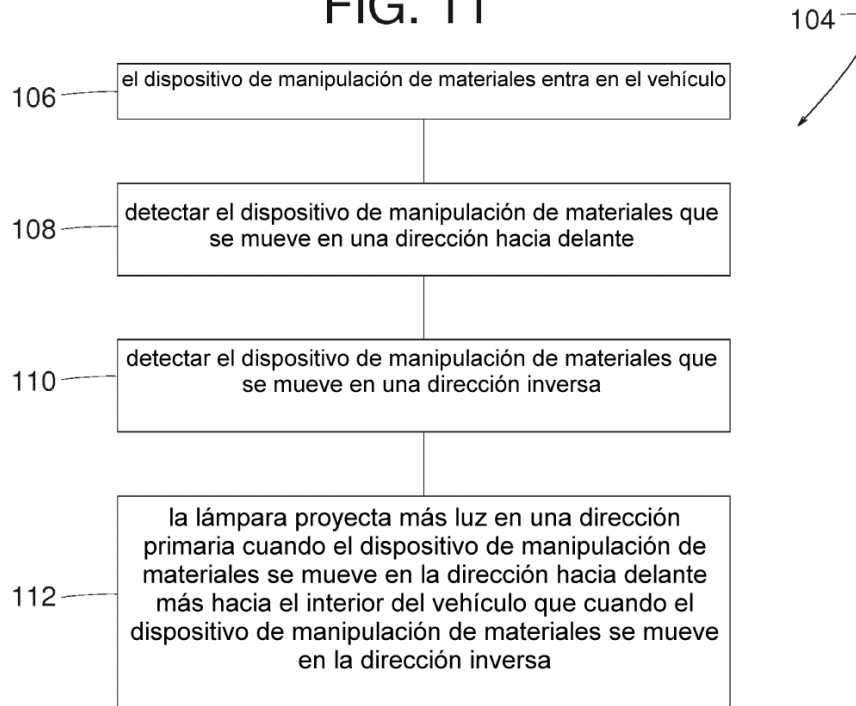 FIG. 11
104
106
el dispositivo de manipulación de materiales entra en el vehículo
108
detectar el dispositivo de manipulación de materiales que
se mueve en una dirección hacia delante
110
detectar el dispositivo de manipulación de materiales que
se mueve en una dirección inversa
112
la lámpara proyecta más luz en una dirección
primaria cuando el dispositivo de manipulación de
materiales se mueve en la dirección hacia delante
más hacia el interior del vehículo que cuando el
dispositivo de manipulación de materiales se mueve
en la dirección inversa